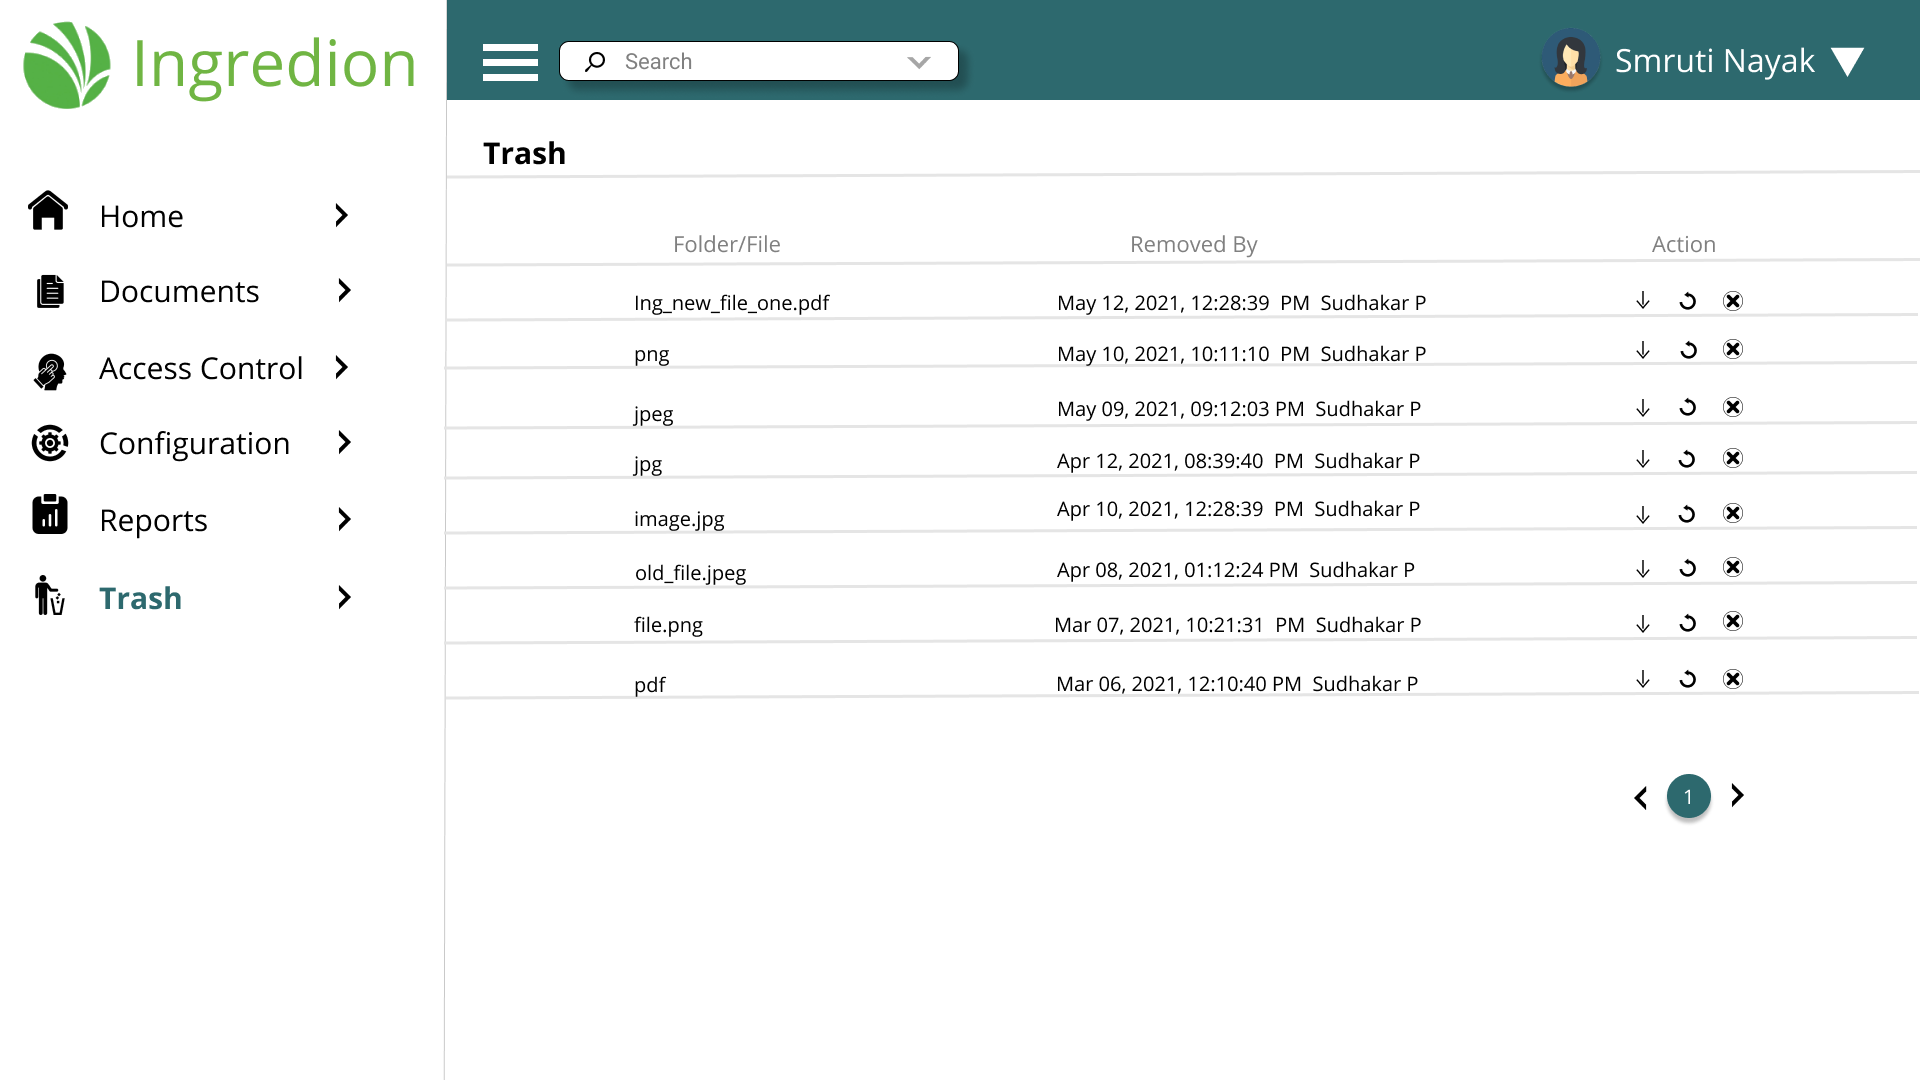 Ingredion
Search
Smruti Nayak
Trash
Home
Documents
Access Control
Configuration
Reports
Trash
Folder/File Removed By Action
Ing_new_file_one.pdf May 12, 2021, 12:28:39 PM Sudhakar P
png May 10, 2021, 10:11:10 PM Sudhakar P
jpeg May 09, 2021, 09:12:03 PM Sudhakar P
jpg Apr 12, 2021, 08:39:40 PM Sudhakar P
image.jpg Apr 10, 2021, 12:28:39 PM Sudhakar P
old_file.jpeg Apr 08, 2021, 01:12:24 PM Sudhakar P
file.png Mar 07, 2021, 10:21:31 PM Sudhakar P
pdf Mar 06, 2021, 12:10:40 PM Sudhakar P
1